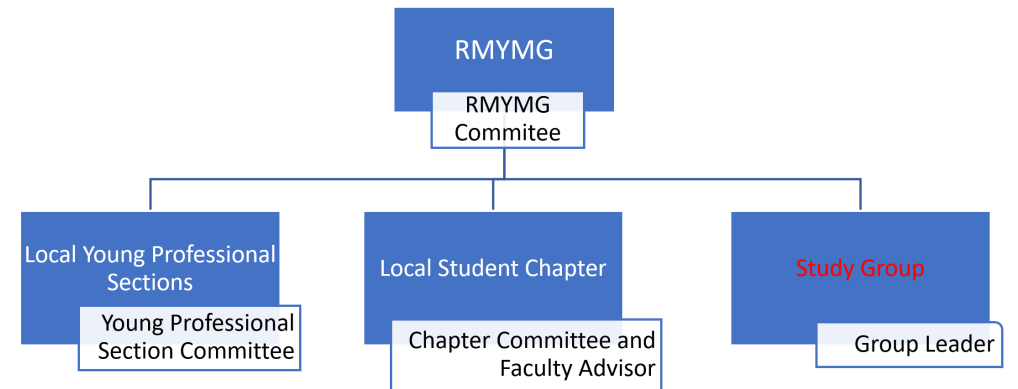 RMYMG
RMYMG
Commitee
Local Young Professional
Sections
Young Professional
Section Committee
Local Student Chapter
Chapter Committee and
Faculty Advisor
Study Group
Group Leader